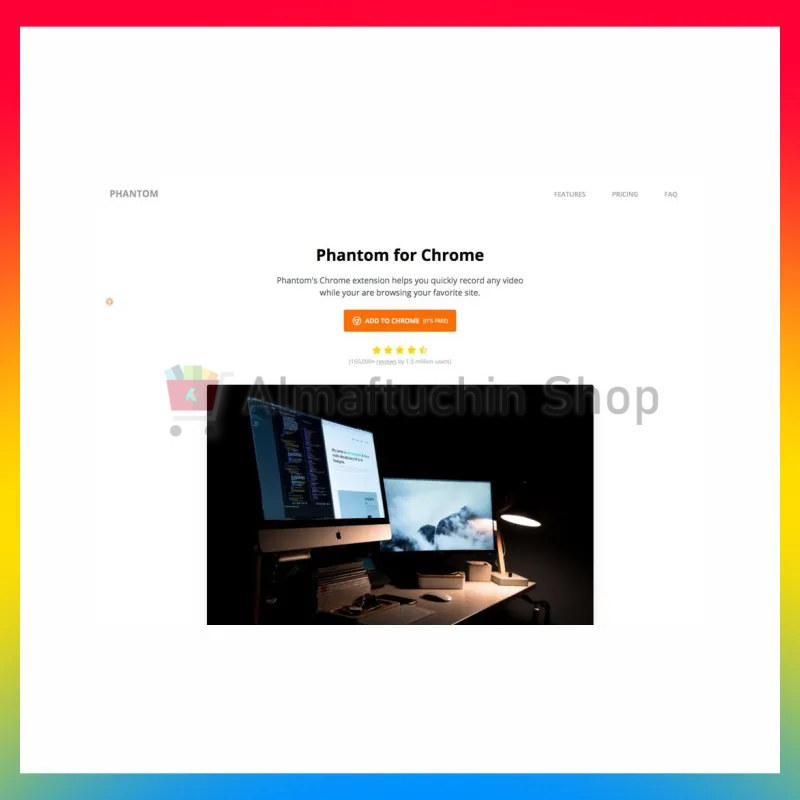 PHANTOM
FEATURES
PRICING
FAQ
Phantom for Chrome
Phantom's Chrome extension helps you quickly record any video
while your are browsing your favorite site.
ADD TO CHROME (IT'S FREE)
(150,000+ reviews by 1.5 million users)
Almaftuchin Shop